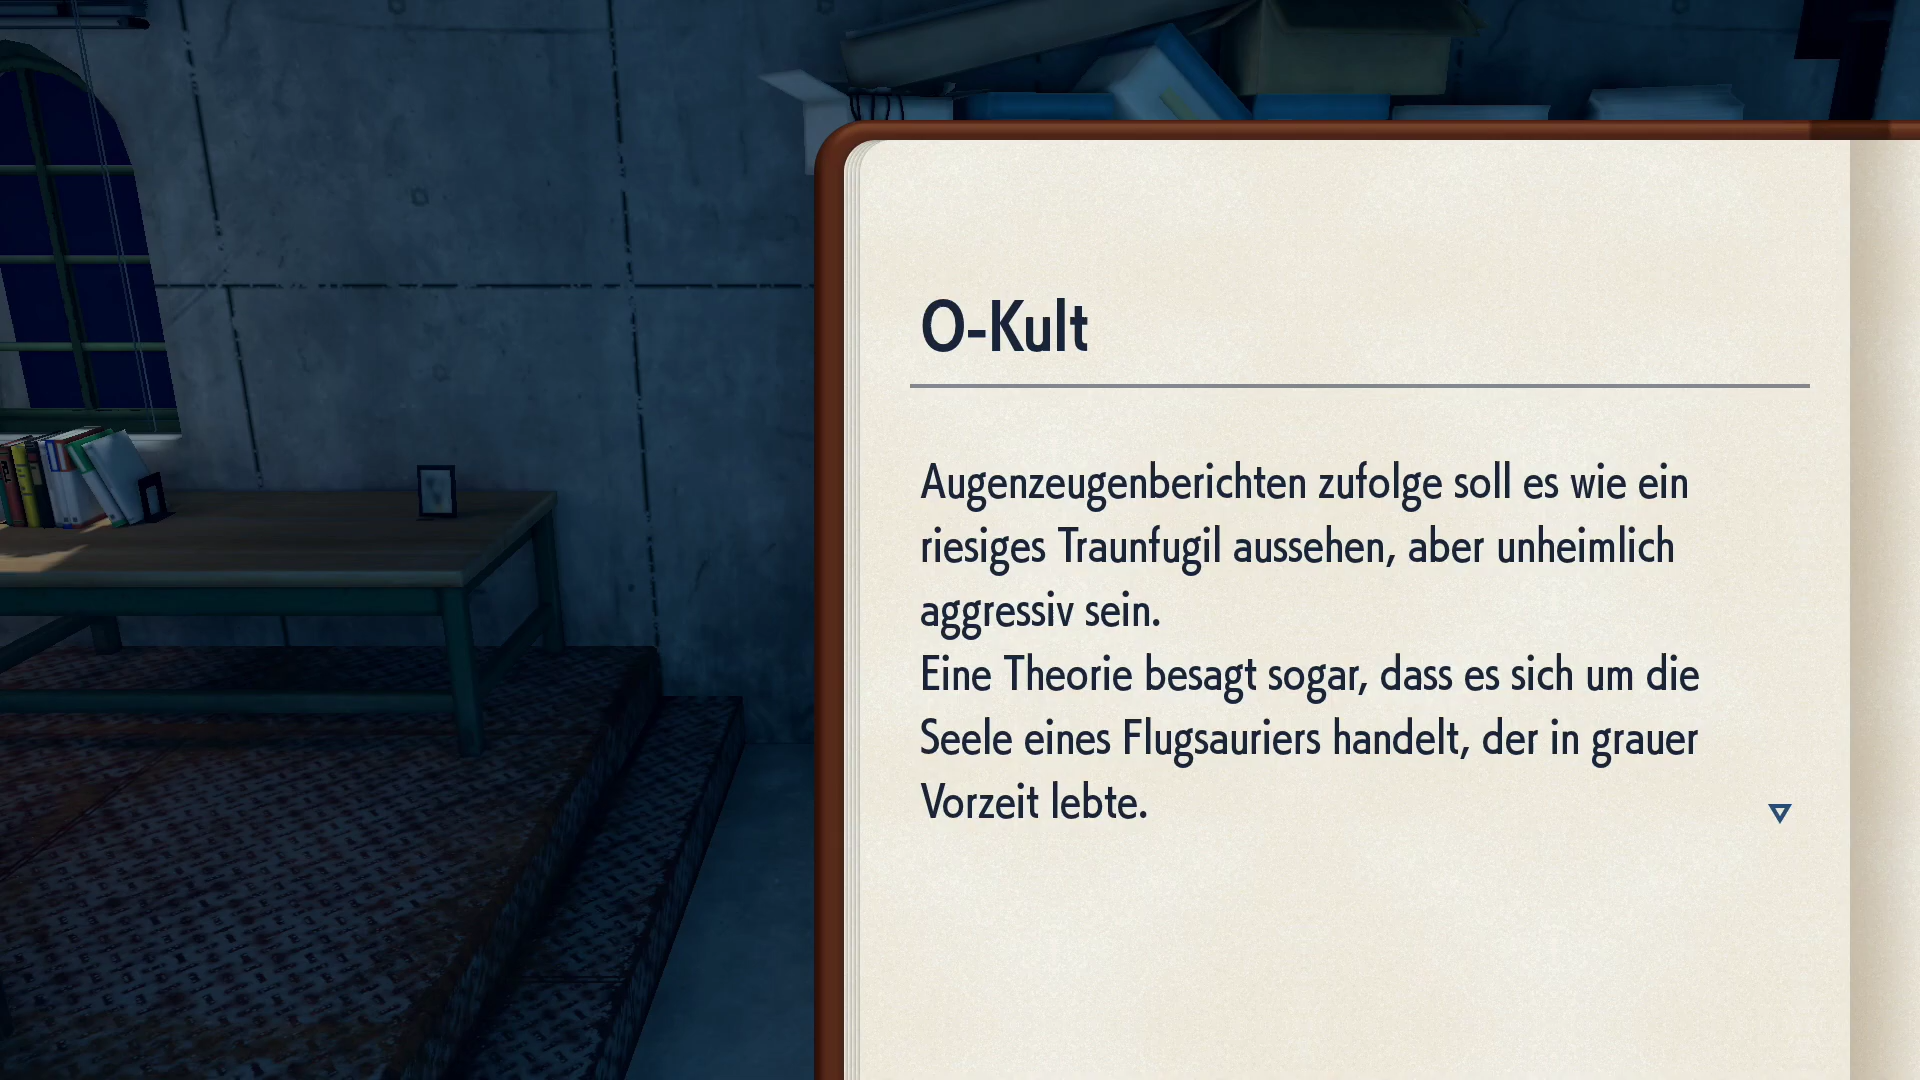 O-Kult
Augenzeugenberichten zufolge soll es wie ein
riesiges Traunfugil aussehen, aber unheimlich
aggressiv sein.
Eine Theorie besagt sogar, dass es sich um die
Seele eines Flugsauriers handelt, der in grauer
Vorzeit lebte.